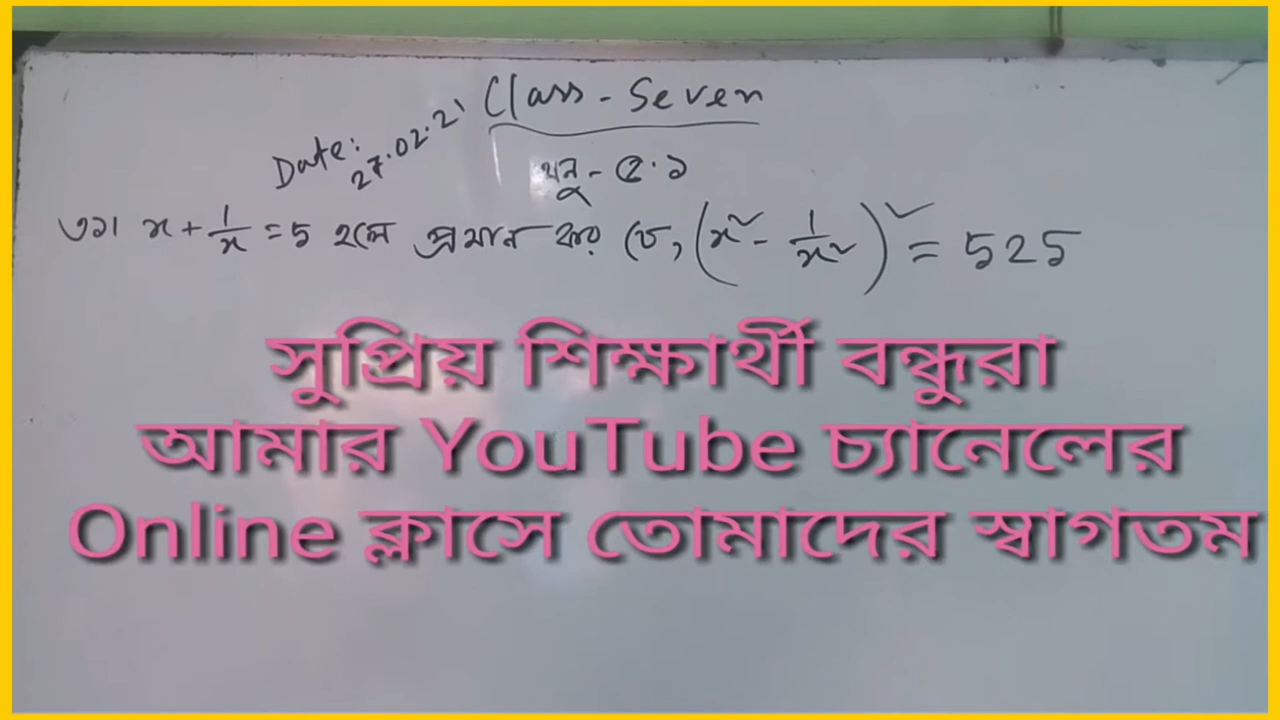 Class - Seven
Date: 27.02.21
অনু - ৫.১
৩৯। x + 1/x = 5 হলে প্রমান কর যে, (x² - 1/x²)² = 525
সুপ্রিয় শিক্ষার্থী বন্ধুরা
আমার YouTube চ্যানেলের
Online ক্লাসে তোমাদের স্বাগতম